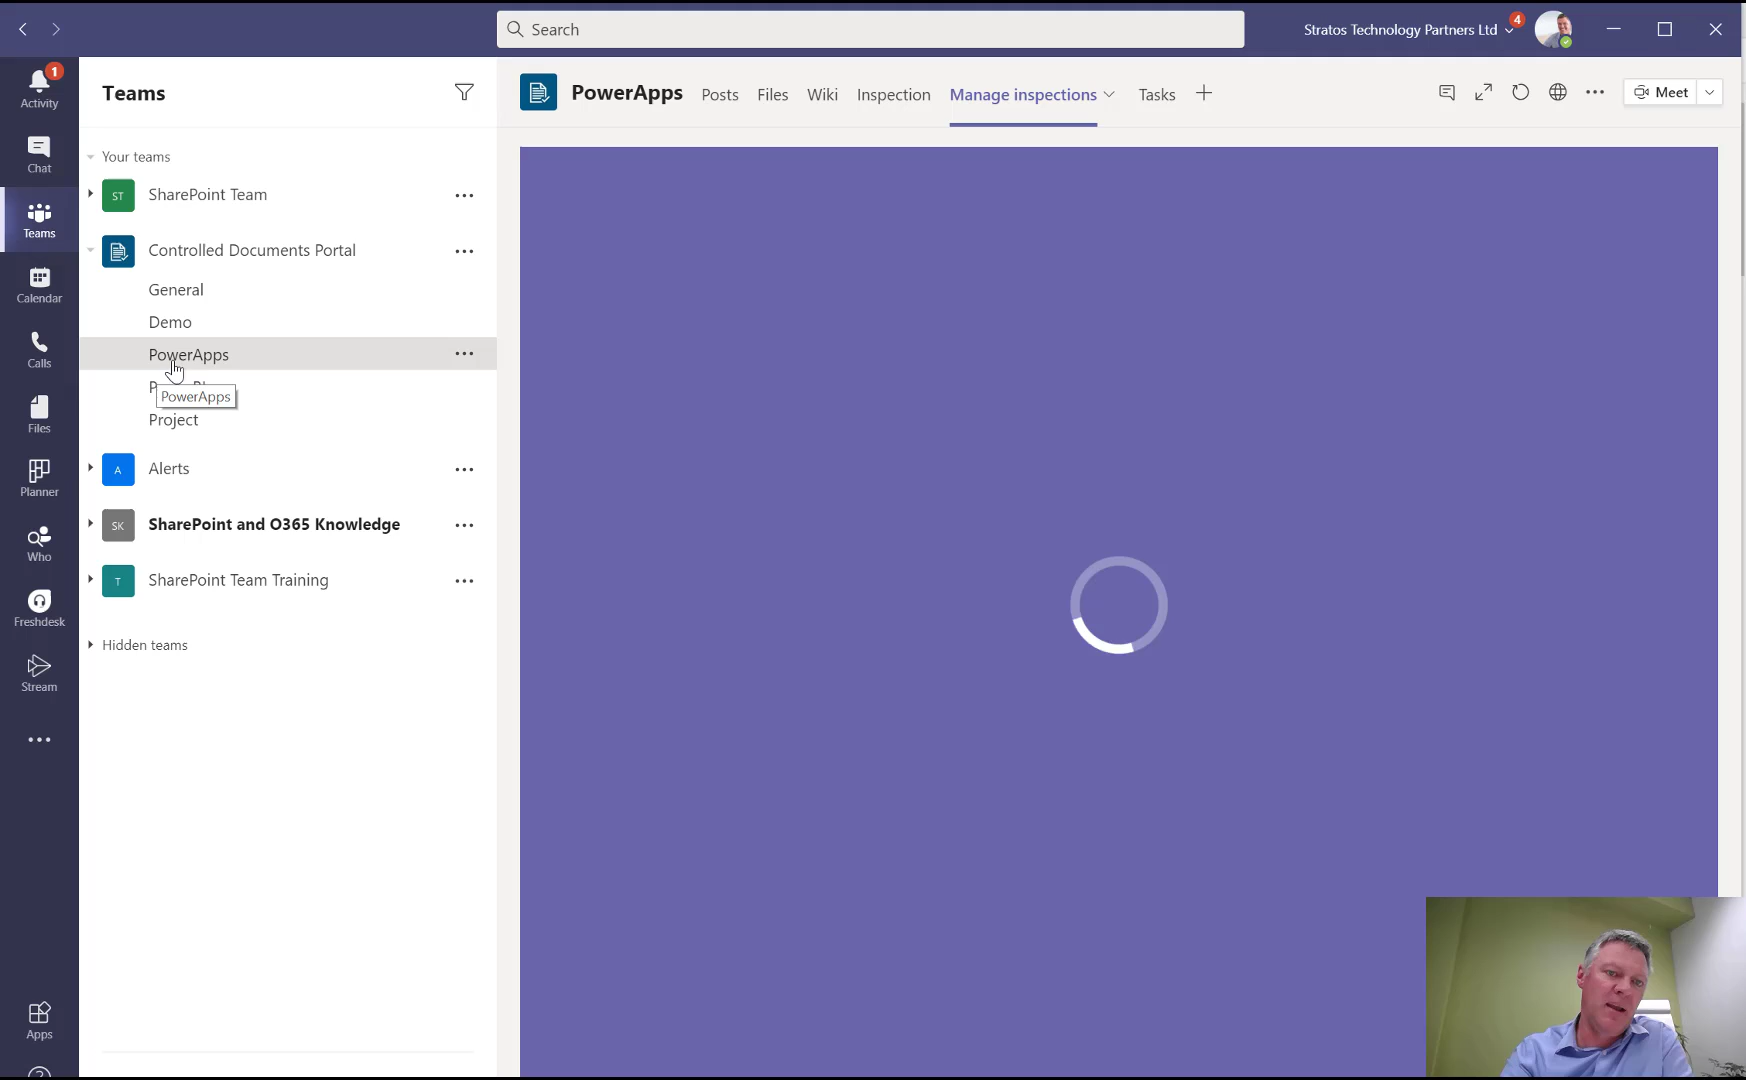 Search
Stratos Technology Partners Ltd
4
1
Activity
Chat
Teams
Calendar
Calls
Files
Planner
Who
Freshdesk
Stream
Apps
Teams
Your teams
ST SharePoint Team
Controlled Documents Portal
General
Demo
PowerApps
PowerApps
Project
A Alerts
SK SharePoint and O365 Knowledge
T SharePoint Team Training
Hidden teams
PowerApps Posts Files Wiki Inspection Manage inspections Tasks
Meet